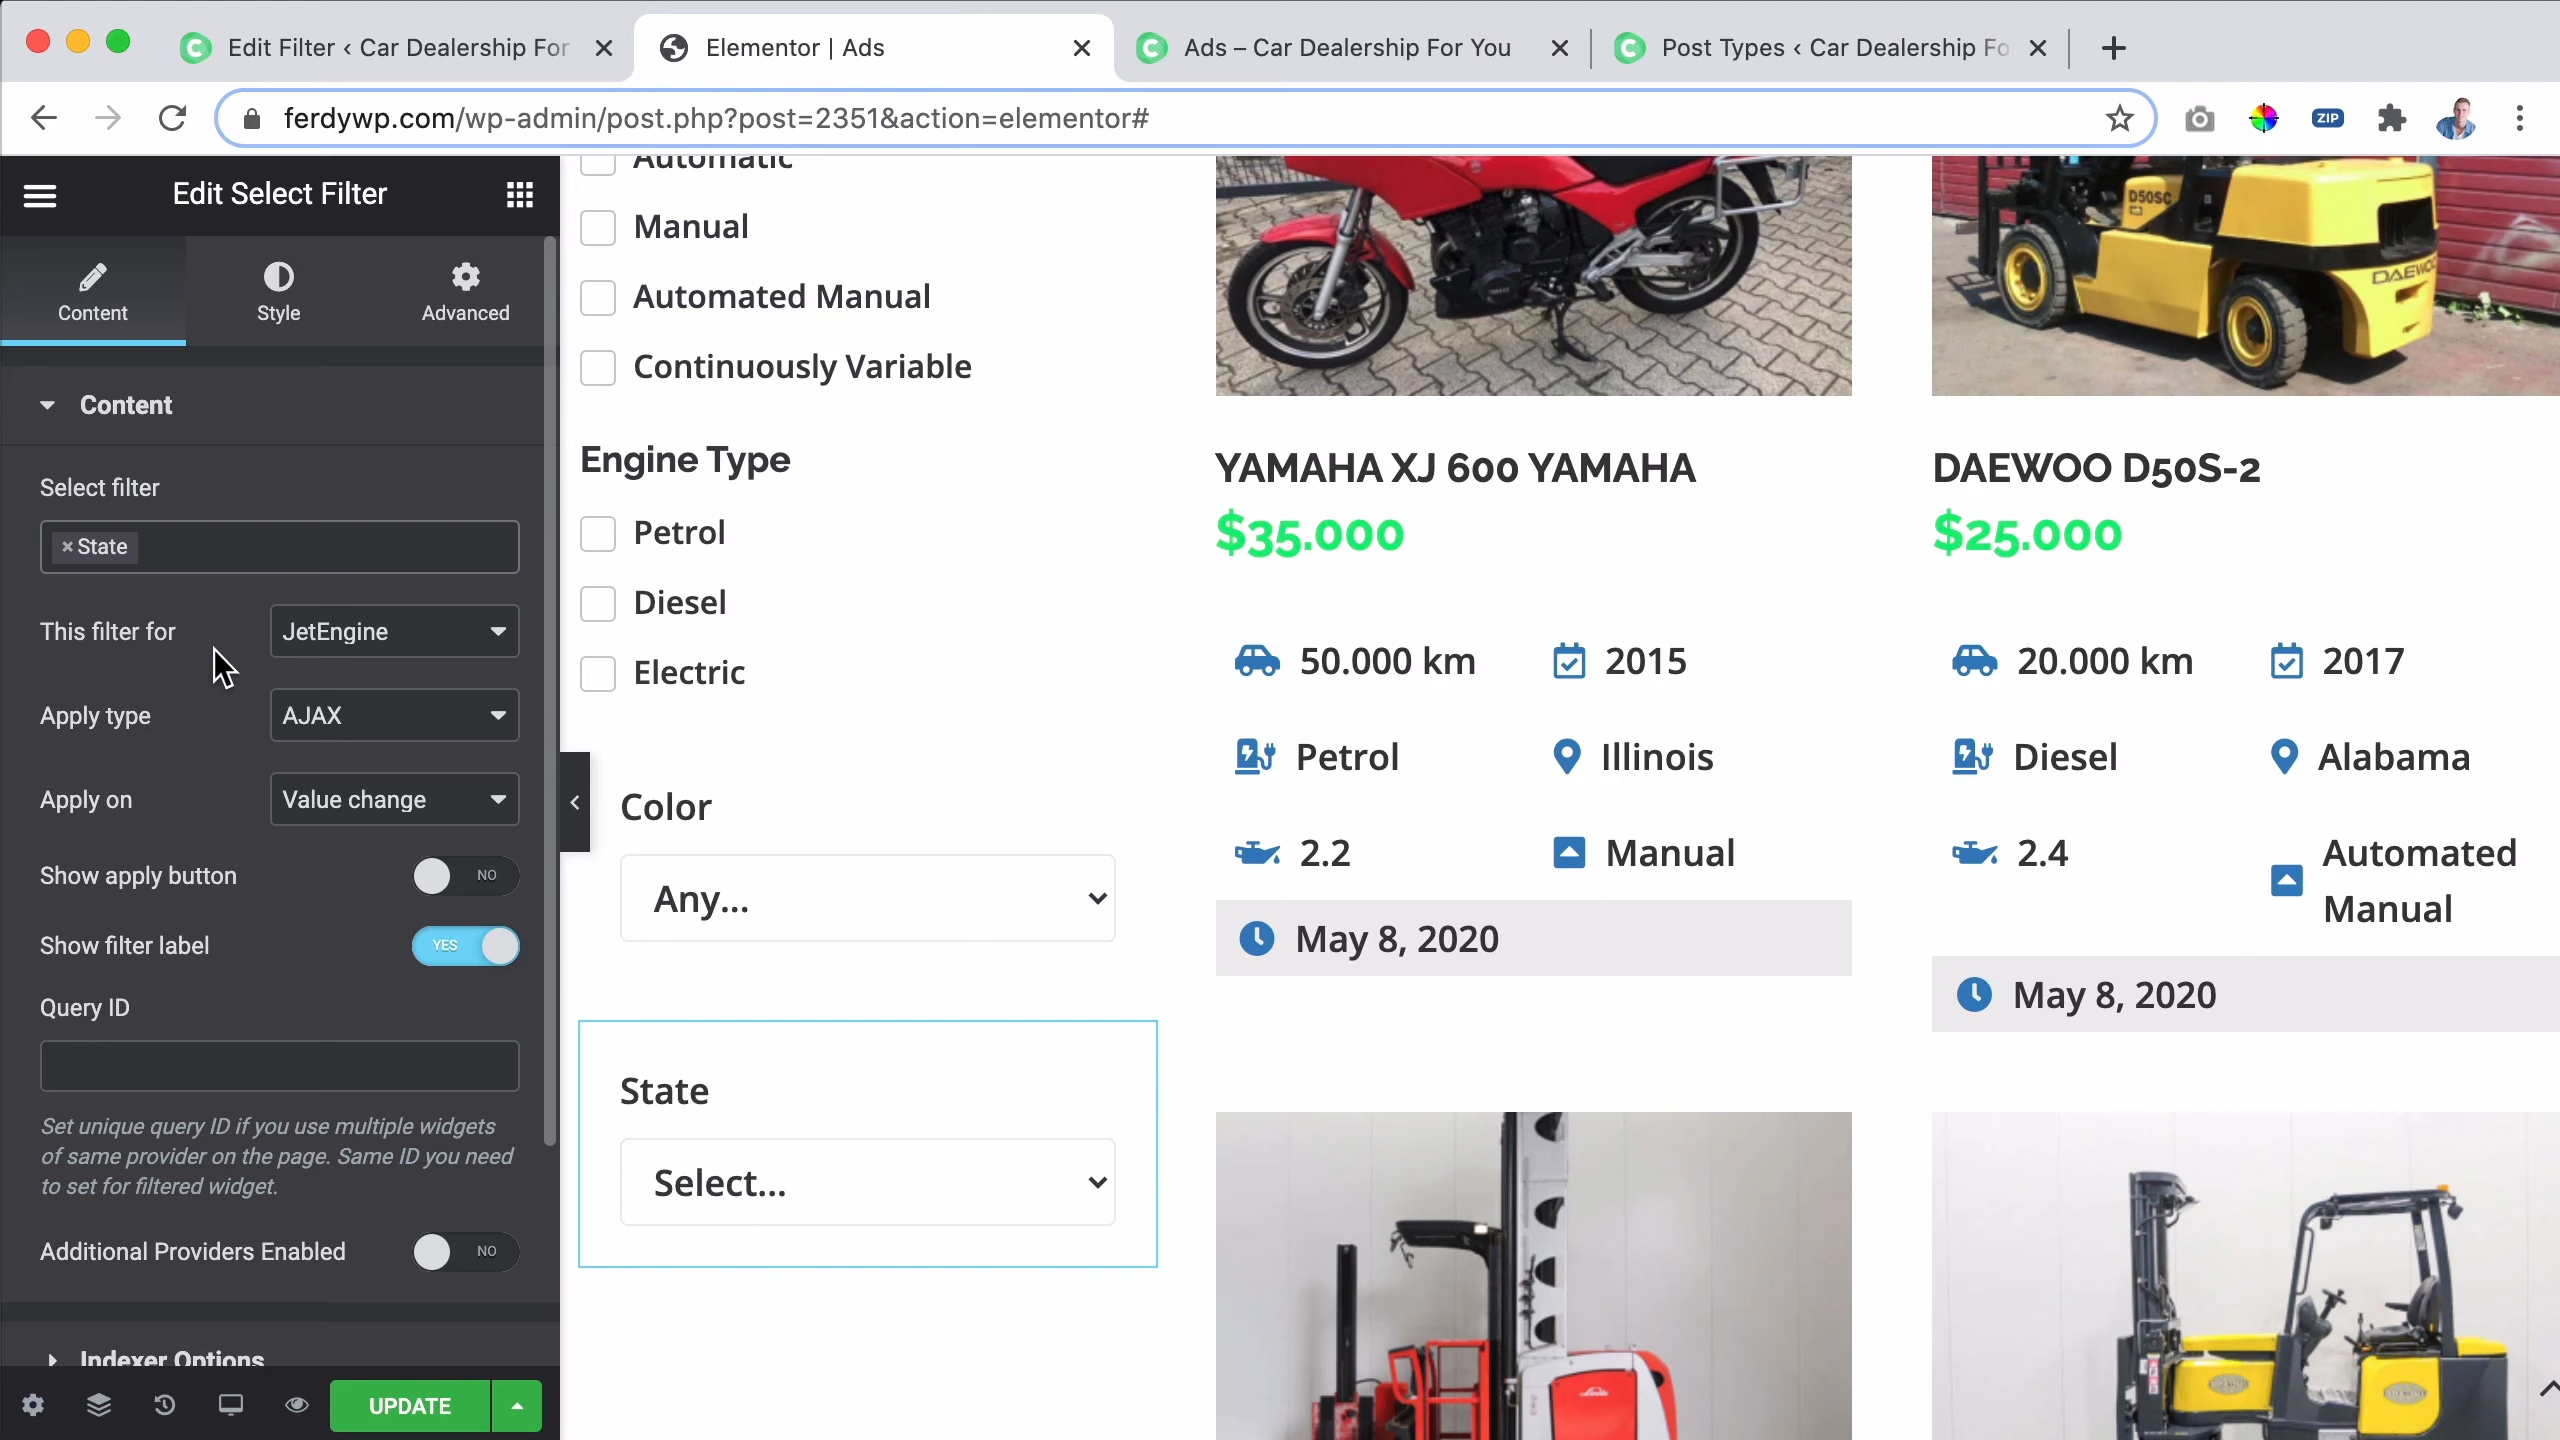 Edit Filter ‹ Car Dealership For
Elementor | Ads
Ads – Car Dealership For You
Post Types ‹ Car Dealership Fo
ferdywp.com/wp-admin/post.php?post=2351&action=elementor#
ZIP
Edit Select Filter
Content
Style
Advanced
Content
Select filter
× State
This filter for
JetEngine
Apply type
AJAX
Apply on
Value change
Show apply button
NO
Show filter label
YES
Query ID
Set unique query ID if you use multiple widgets
of same provider on the page. Same ID you need
to set for filtered widget.
Additional Providers Enabled
NO
Indexer Options
UPDATE
Automatic
Manual
Automated Manual
Continuously Variable
Engine Type
Petrol
Diesel
Electric
Color
Any...
State
Select...
YAMAHA XJ 600 YAMAHA
$35.000
50.000 km
2015
Petrol
Illinois
2.2
Manual
May 8, 2020
D50SC
DAEWOO
DAEWOO D50S-2
$25.000
20.000 km
2017
Diesel
Alabama
2.4
Automated
Manual
May 8, 2020
Linde